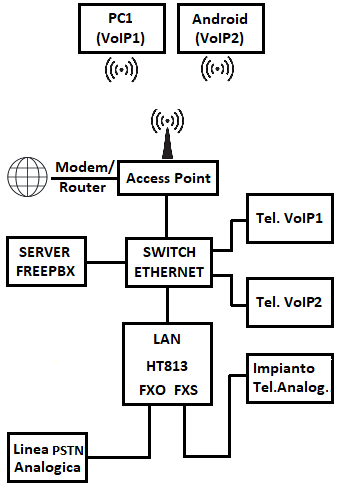 PC1
(VoIP1)
Android
(VoIP2)
Modem/
Router
Access Point
SERVER
FREEPBX
SWITCH
ETHERNET
Tel. VoIP1
Tel. VoIP2
LAN
HT813
FXO FXS
Impianto
Tel.Analog..
Linea PSTN
Analogica